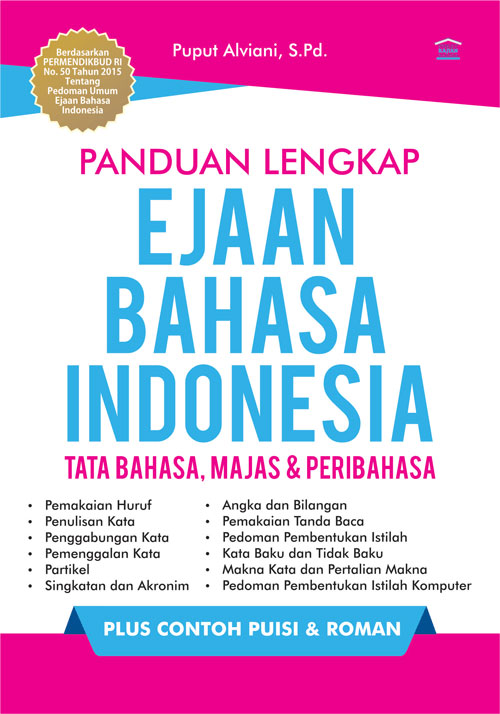 Puput Alviani, S.Pd.
KAJIAN
Berdasarkan
PERMENDIKBUD RI
No. 50 Tahun 2015
Tentang
Pedoman Umum
Ejaan Bahasa
Indonesia
PANDUAN LENGKAP
EJAAN
BAHASA
INDONESIA
TATA BAHASA, MAJAS & PERIBAHASA
• Pemakaian Huruf
• Penulisan Kata
• Penggabungan Kata
• Pemenggalan Kata
• Partikel
• Singkatan dan Akronim
• Angka dan Bilangan
• Pemakaian Tanda Baca
• Pedoman Pembentukan Istilah
• Kata Baku dan Tidak Baku
• Makna Kata dan Pertalian Makna
• Pedoman Pembentukan Istilah Komputer
PLUS CONTOH PUISI & ROMAN